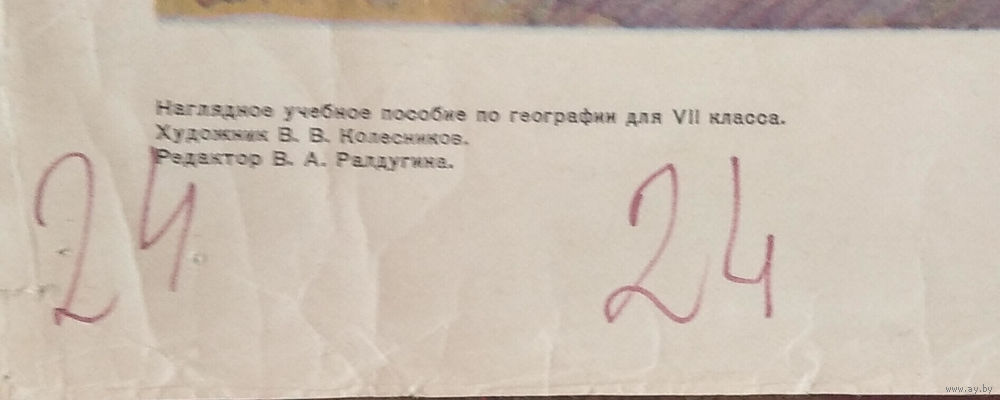 Наглядное учебное пособие по географии для VII класса.
Художник В. В. Колесников.
Редактор В. А. Ралдугина.
24 24
www.ay.by